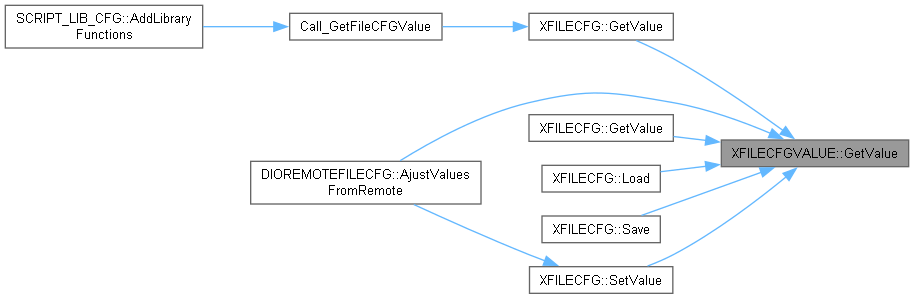 SCRIPT_LIB_CFG::AddLibrary
Functions
Call_GetFileCFGValue
XFILECFG::GetValue
XFILECFG::GetValue
XFILECFGVALUE::GetValue
DIOREMOTEFILECFG::AjustValues
FromRemote
XFILECFG::Load
XFILECFG::Save
XFILECFG::SetValue